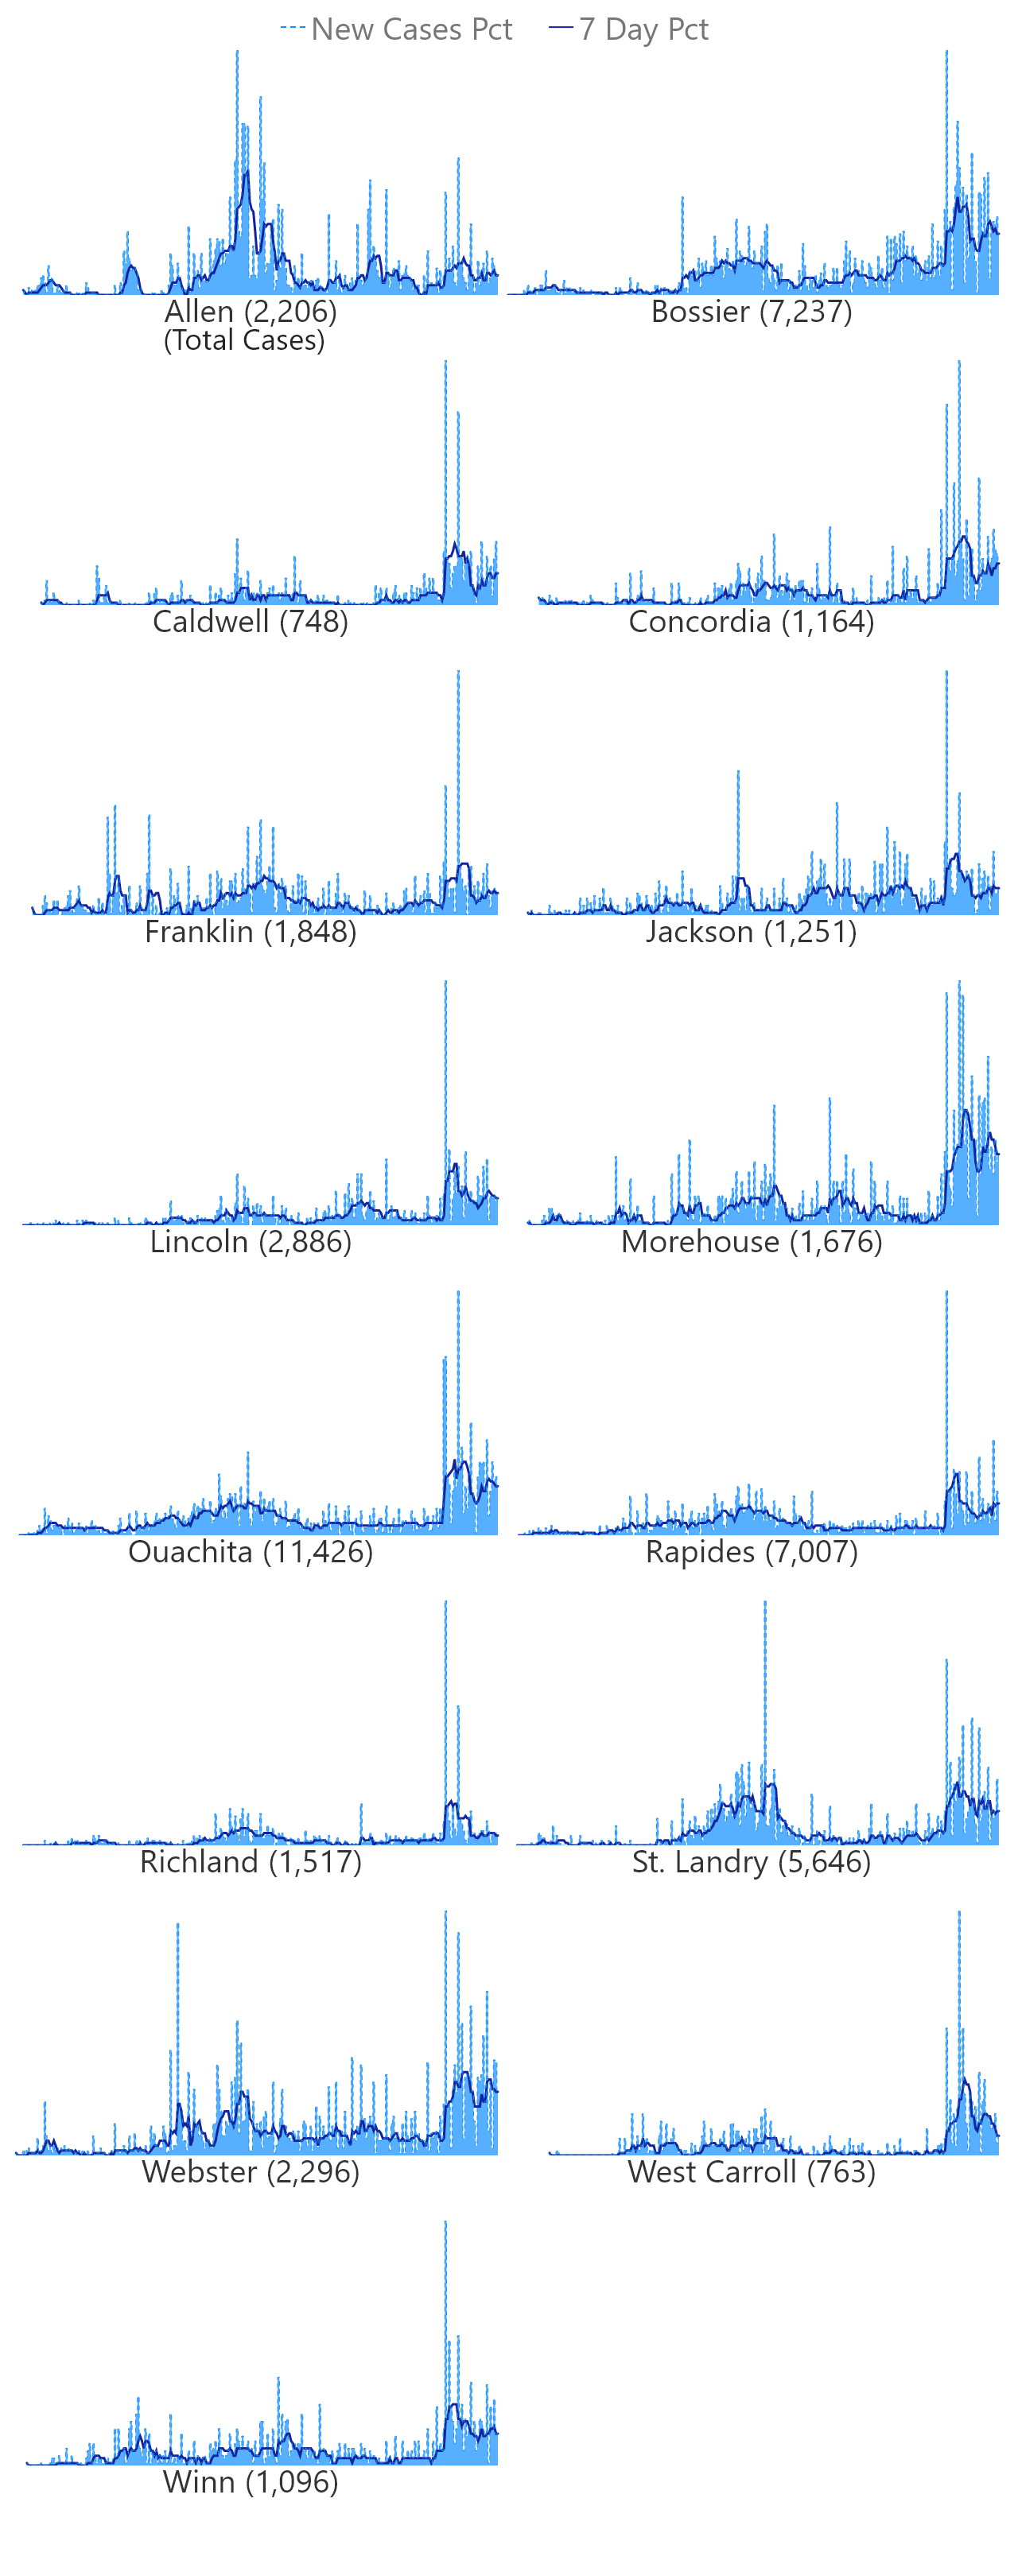 New Cases Pct 7 Day Pct
Allen (2,206) Bossier (7,237)
(Total Cases)
Caldwell (748) Concordia (1,164)
Franklin (1,848) Jackson (1,251)
Lincoln (2,886) Morehouse (1,676)
Ouachita (11,426) Rapides (7,007)
Richland (1,517) St. Landry (5,646)
Webster (2,296) West Carroll (763)
Winn (1,096)